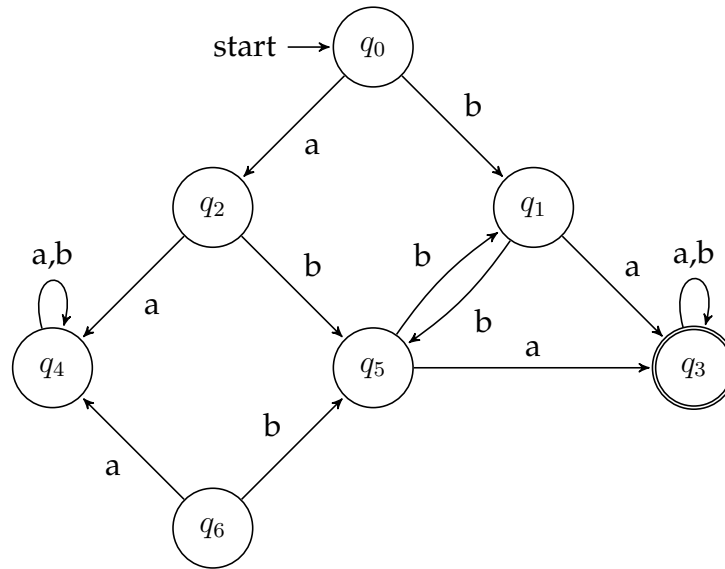 start q0
b
a
q2 q1
a,b b b a a,b
a b
q4 q5 a q3
b
a
q6